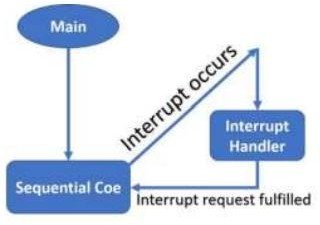 Main
Interrupt occurs
Interrupt
Handler
Sequential Coe
Interrupt request fulfilled